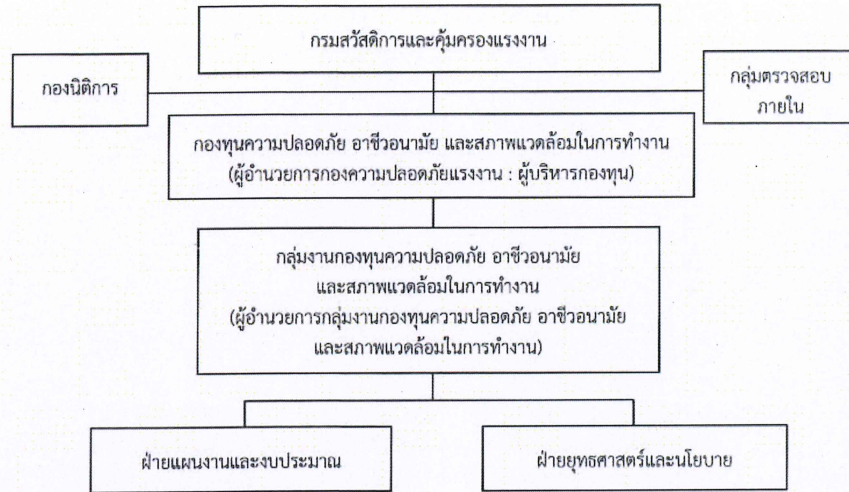 กรมสวัสดิการและคุ้มครองแรงงาน
กองนิติการ
กลุ่มตรวจสอบ
ภายใน
กองทุนความปลอดภัย อาชีวอนามัย และสภาพแวดล้อมในการทำงาน
(ผู้อำนวยการกองความปลอดภัยแรงงาน : ผู้บริหารกองทุน)
กลุ่มงานกองทุนความปลอดภัย อาชีวอนามัย
และสภาพแวดล้อมในการทำงาน
(ผู้อำนวยการกลุ่มงานกองทุนความปลอดภัย อาชีวอนามัย
และสภาพแวดล้อมในการทำงาน)
ฝ่ายแผนงานและงบประมาณ
ฝ่ายยุทธศาสตร์และนโยบาย